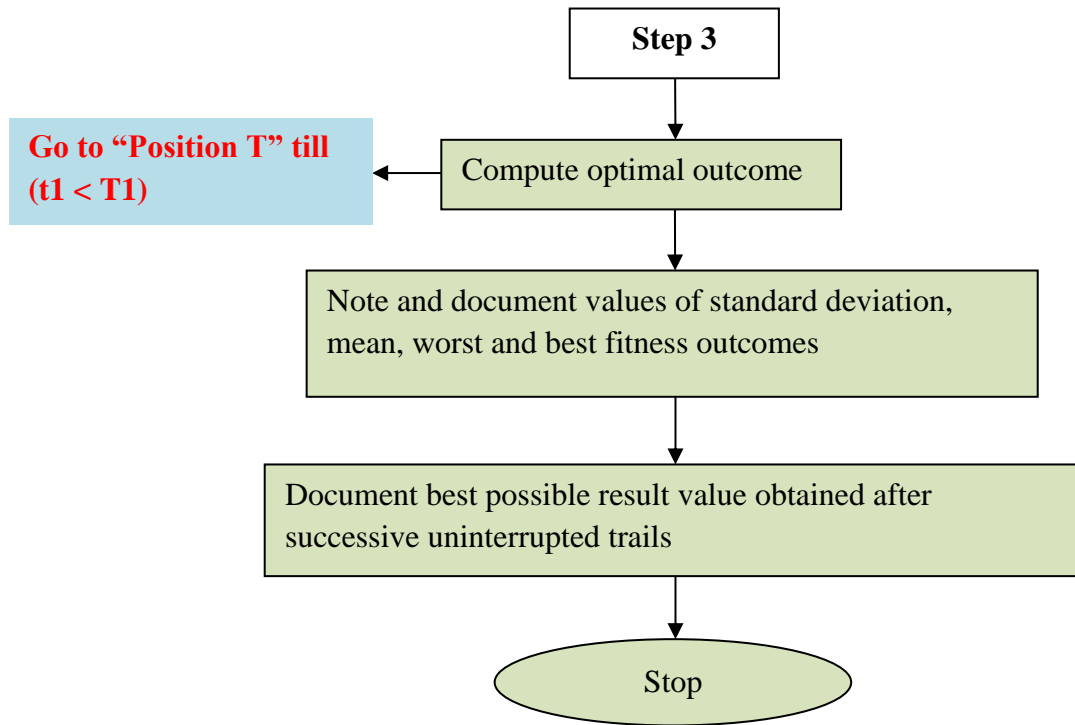 Step 3
Go to “Position T” till
(t1 < T1)
Compute optimal outcome
Note and document values of standard deviation,
mean, worst and best fitness outcomes
Document best possible result value obtained after
successive uninterrupted trails
Stop